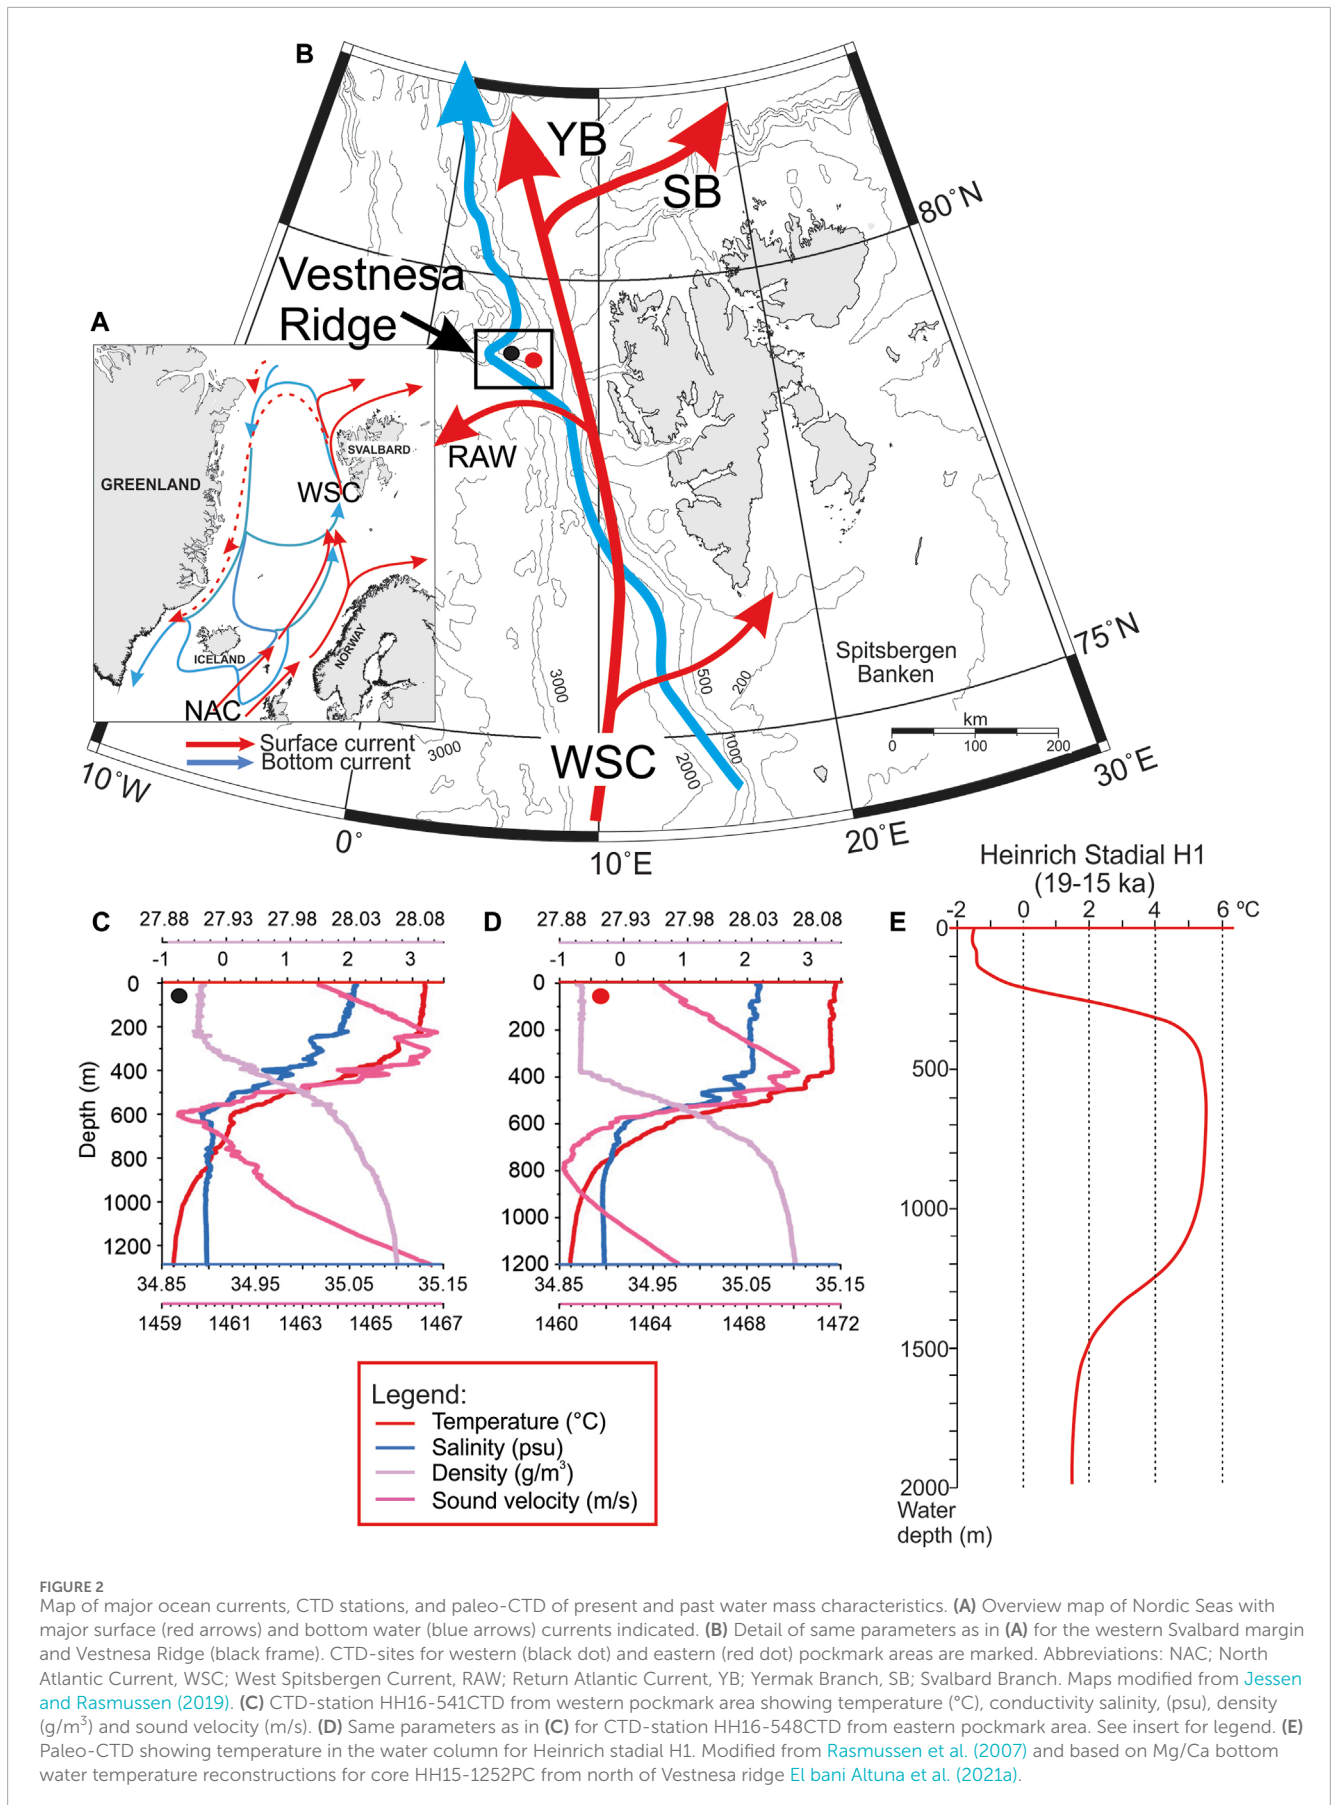 B
YB
SB
80°N
Vestnesa
Ridge
A
RAW
GREENLAND
SVALBARD
WSC
ICELAND
NORWAY
NAC
Surface current
Bottom current
3000
3000
2000
1000
500
200
WSC
Spitsbergen
Banken
km
0 100 200
75°N
10°W
0°
10°E
20°E
30°E
C
27.88 27.93 27.98 28.03 28.08
-1 0 1 2 3
0
200
400
600
800
1000
1200
Depth (m)
34.85 34.95 35.05 35.15
1459 1461 1463 1465 1467
D
27.88 27.93 27.98 28.03 28.08
-1 0 1 2 3
0
200
400
600
800
1000
1200
34.85 34.95 35.05 35.15
1460 1464 1468 1472
Heinrich Stadial H1
(19-15 ka)
E
-2 0 2 4 6 ºC
0
500
1000
1500
2000
Water
depth (m)
Legend:
Temperature (°C)
Salinity (psu)
Density (g/m³)
Sound velocity (m/s)
FIGURE 2
Map of major ocean currents, CTD stations, and paleo-CTD of present and past water mass characteristics. (A) Overview map of Nordic Seas with
major surface (red arrows) and bottom water (blue arrows) currents indicated. (B) Detail of same parameters as in (A) for the western Svalbard margin
and Vestnesa Ridge (black frame). CTD-sites for western (black dot) and eastern (red dot) pockmark areas are marked. Abbreviations: NAC; North
Atlantic Current, WSC; West Spitsbergen Current, RAW; Return Atlantic Current, YB; Yermak Branch, SB; Svalbard Branch. Maps modified from Jessen
and Rasmussen (2019). (C) CTD-station HH16-541CTD from western pockmark area showing temperature (°C), conductivity salinity, (psu), density
(g/m³) and sound velocity (m/s). (D) Same parameters as in (C) for CTD-station HH16-548CTD from eastern pockmark area. See insert for legend. (E)
Paleo-CTD showing temperature in the water column for Heinrich stadial H1. Modified from Rasmussen et al. (2007) and based on Mg/Ca bottom
water temperature reconstructions for core HH15-1252PC from north of Vestnesa ridge El bani Altuna et al. (2021a).